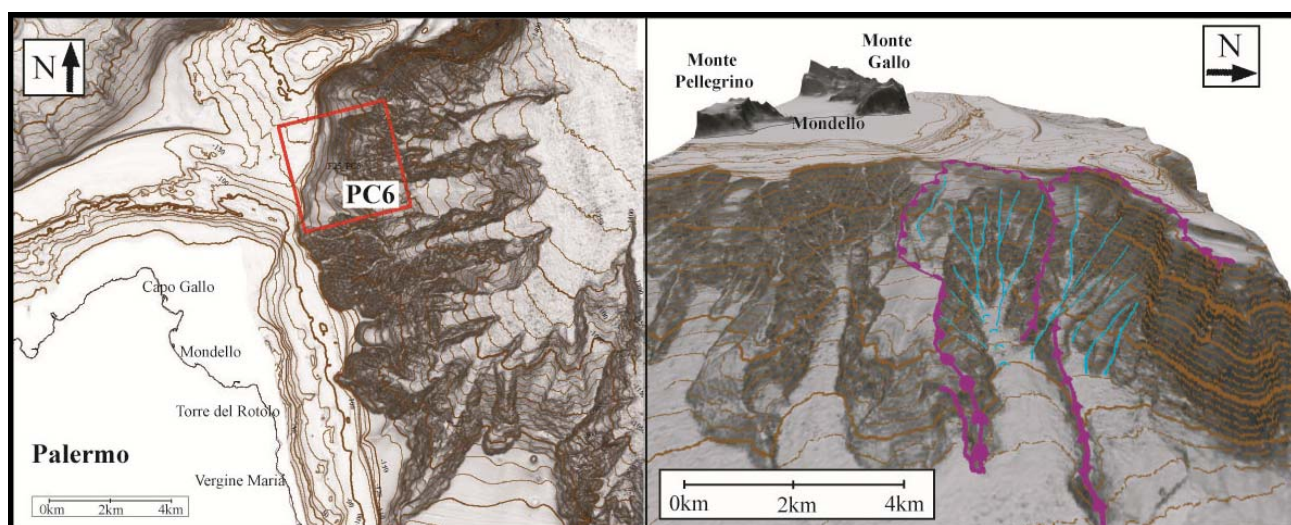 N
PC6
Capo Gallo
Mondello
Torre del Rotolo
Palermo
Vergine Maria
0km 2km 4km
Monte
Gallo
Monte
Pellegrino
Mondello
N
0km 2km 4km